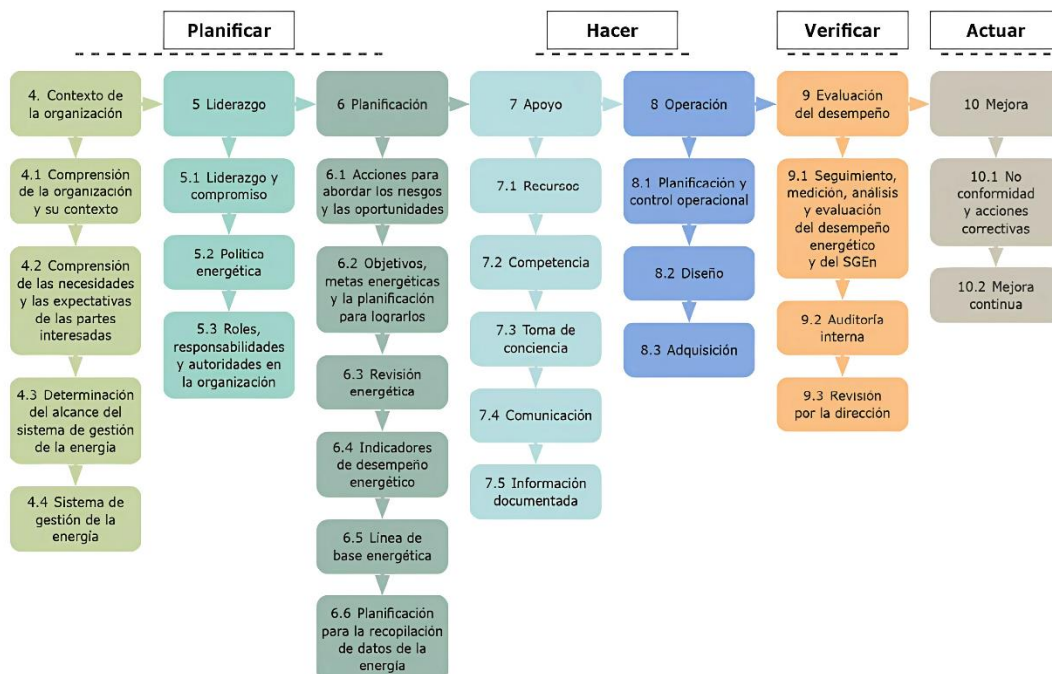 Planificar
Hacer
Verificar
Actuar
4. Contexto de
la organización
4.1 Comprensión
de la organización
y su contexto
4.2 Comprensión
de las necesidades
y las expectativas
de las partes
interesadas
4.3 Determinación
del alcance del
sistema de gestión
de la energía
4.4 Sistema de
gestión de la
energía
5 Liderazgo
5.1 Liderazgo y
compromiso
5.2 Política
energética
5.3 Roles,
responsabilidades
y autoridades en
la organización
6 Planificación
6.1 Acciones para
abordar los riesgos
y las oportunidades
6.2 Objetivos,
metas energéticas
y la planificación
para lograrlos
6.3 Revisión
energética
6.4 Indicadores
de desempeño
energético
6.5 Línea de
base energética
6.6 Planificación
para la recopilación
de datos de la
energía
7 Apoyo
7.1 Recursos
7.2 Competencia
7.3 Toma de
conciencia
7.4 Comunicación
7.5 Información
documentada
8 Operación
8.1 Planificación y
control operacional
8.2 Diseño
8.3 Adquisición
9 Evaluación
del desempeño
9.1 Seguimiento,
medición, análisis
y evaluación
del desempeño
energético
y del SGEn
9.2 Auditoría
interna
9.3 Revisión
por la dirección
10 Mejora
10.1 No
conformidad
y acciones
correctivas
10.2 Mejora
continua